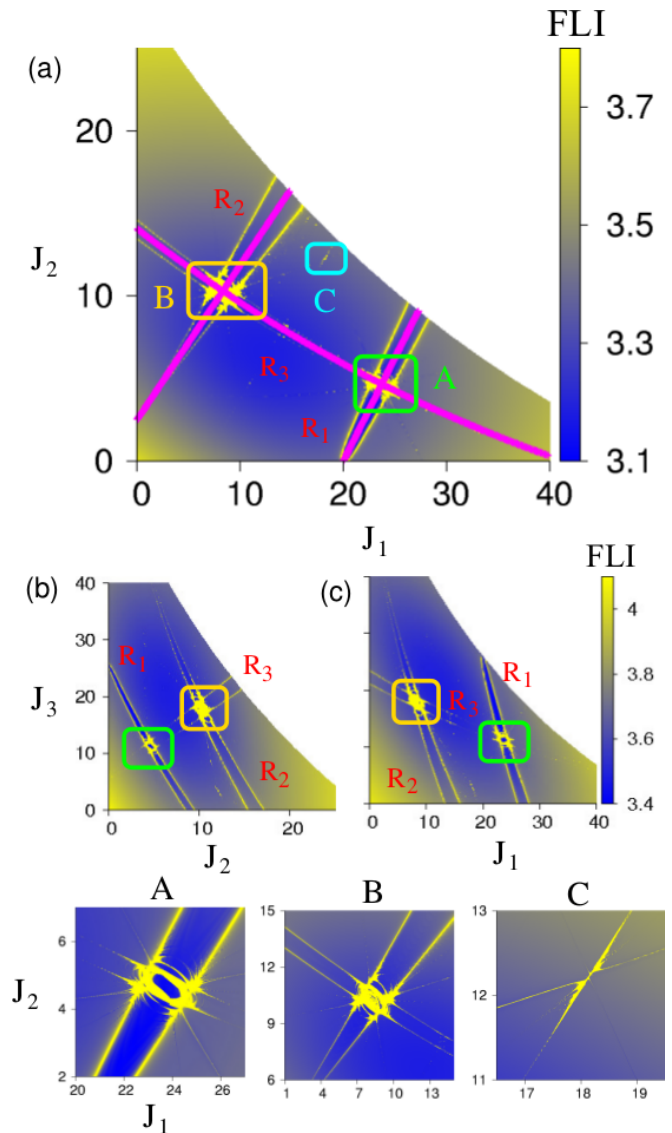 FLI
(a)
20
10
0
J2
0 10 20 30 40
J1
R2
B
C
R3
A
R1
3.7
3.5
3.3
3.1
FLI
(b)
(c)
40
30
20
10
0
J3
R1
R3
R2
0 10 20
J2
R1
R3
R2
0 10 20 30 40
J1
4
3.8
3.6
3.4
A
B
C
J2
6
4
2
20 22 24 26
J1
15
12
10
8
6
1 4 7 10 13
13
12
11
17 18 19